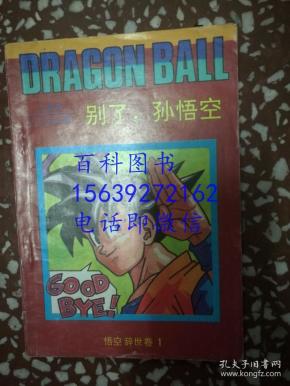 DRAGON BALL
别了，孙悟空
百科图书
15639272162
电话即微信
GOOD
BYE!
悟空 辞世卷 1
孔夫子旧书网